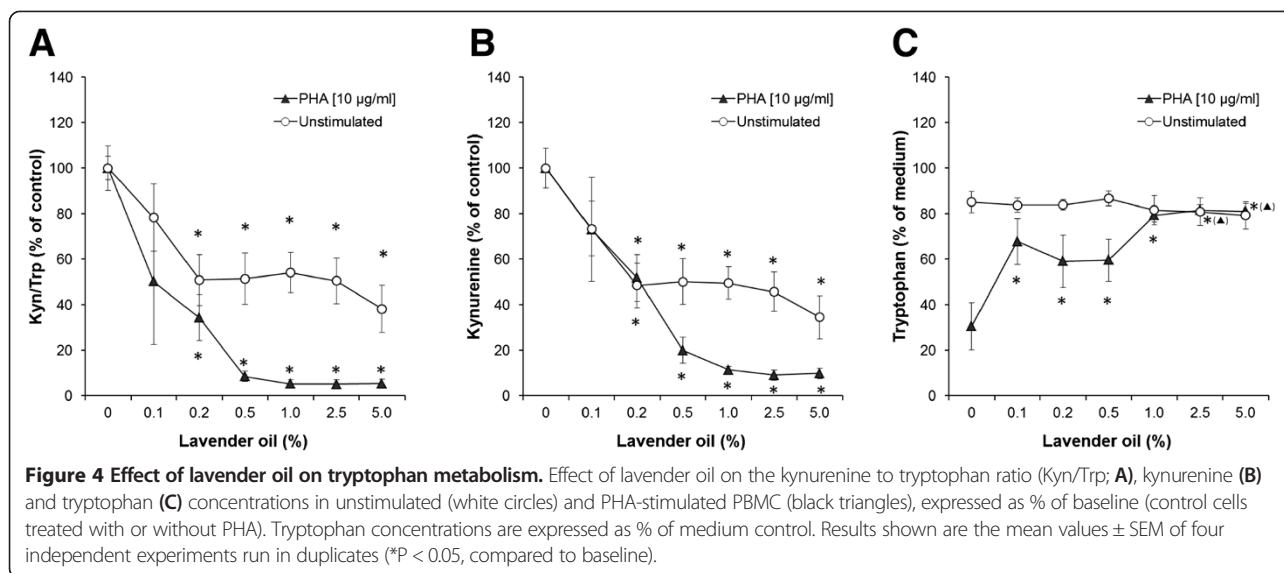 A
B
C
140
120
100
80
60
40
20
0
Kyn/Trp (% of control)
PHA [10 µg/ml]
Unstimulated
* * * * *
* * * * *
0 0.1 0.2 0.5 1.0 2.5 5.0
Lavender oil (%)
140
120
100
80
60
40
20
0
Kynurenine (% of control)
PHA [10 µg/ml]
Unstimulated
* * * * *
* * * * *
0 0.1 0.2 0.5 1.0 2.5 5.0
Lavender oil (%)
140
120
100
80
60
40
20
0
Tryptophan (% of medium)
PHA [10 µg/ml]
Unstimulated
* * * * *(▲) *(▲)
0 0.1 0.2 0.5 1.0 2.5 5.0
Lavender oil (%)
Figure 4 Effect of lavender oil on tryptophan metabolism. Effect of lavender oil on the kynurenine to tryptophan ratio (Kyn/Trp; A), kynurenine (B)
and tryptophan (C) concentrations in unstimulated (white circles) and PHA-stimulated PBMC (black triangles), expressed as % of baseline (control cells
treated with or without PHA). Tryptophan concentrations are expressed as % of medium control. Results shown are the mean values ± SEM of four
independent experiments run in duplicates (*P < 0.05, compared to baseline).